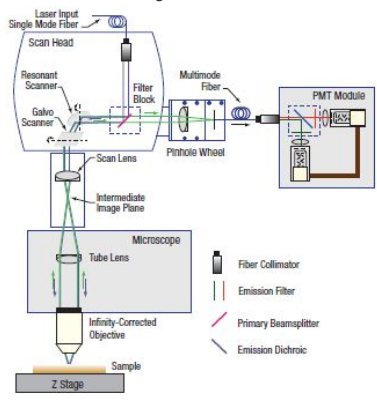 Laser Input
Single Mode Fiber
Scan Head
Resonant
Scanner
Galvo
Scanner
Filter
Block
Multimode
Fiber
PMT Module
Pinhole Wheel
Scan Lens
Intermediate
Image Plane
Microscope
Tube Lens
Infinity-Corrected
Objective
Sample
Z Stage
Fiber Collimator
Emission Filter
Primary Beamsplitter
Emission Dichroic